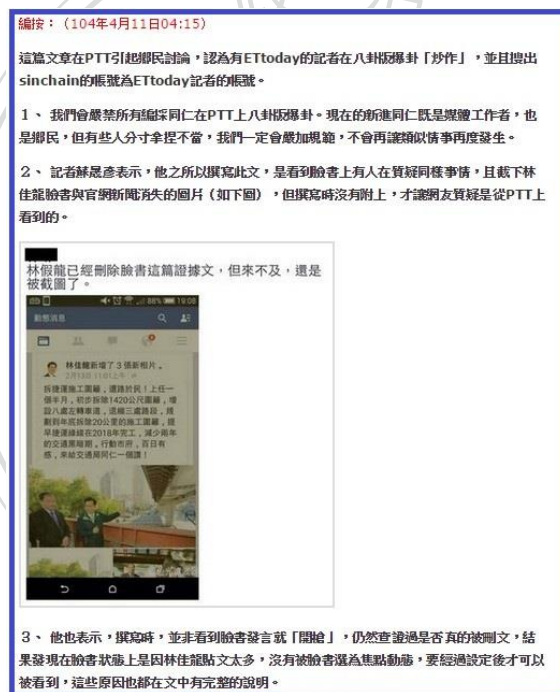 編按：（104年4月11日04:15）
這篇文章在PTT引起鄉民討論，認為有ETtoday的記者在八卦版爆卦「炒作」，並且搜出
sinchain的帳號為ETtoday記者的帳號。
１、 我們會嚴禁所有編採同仁在PTT上八卦版爆卦。現在的新進同仁既是媒體工作者，也
是鄉民，但有些人分寸拿捏不當，我們一定會嚴加規範，不會再讓類似情事再度發生。
２、 記者蘇晟彥表示，他之所以撰寫此文，是看到臉書上有人在質疑同樣事情，且截下林
佳龍臉書與官網新聞消失的圖片（如下圖），但撰寫時沒有附上，才讓網友質疑是從PTT上
看到的。
林假龍已經刪除臉書這篇證據文，但來不及，還是
被截圖了。
88% 19:08
動態消息
林佳龍新增了 3 張新相片。
2月13日 11:01上午
拆捷運施工圍籬，還路於民！上任一
個半月，初步拆除1420公尺圍籬，增
設八處左轉車道，退縮三處路段，規
劃到年底拆除20公里的施工圍籬，提
早捷運綠線在2018年完工，減少兩年
的交通黑暗期。行動市府，百日有
感，來給交通局同仁一個讚！
３、 他也表示，撰寫時，並非看到臉書發言就「開槍」，仍然查證過是否真的被刪文，結
果發現在臉書狀態上是因林佳龍貼文太多，沒有被臉書選為焦點動態，要經過設定後才可以
被看到，這些原因也都在文中有完整的說明。